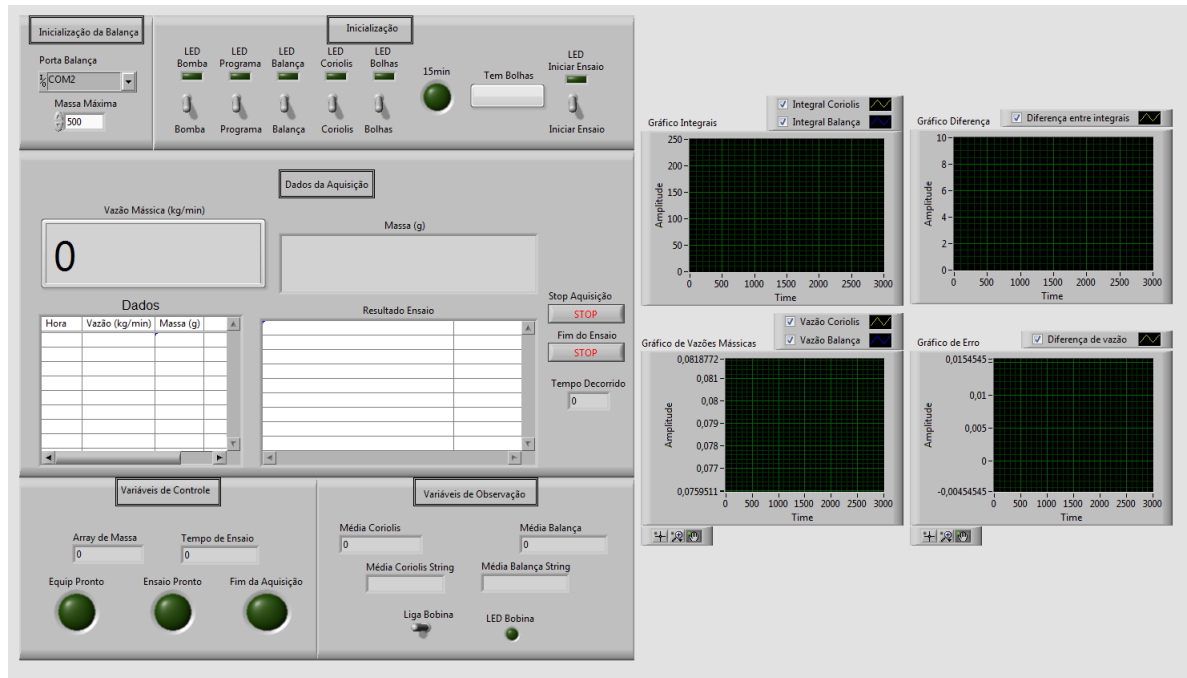 Inicialização da Balança
Porta Balança
COM2
Massa Máxima
500
Inicialização
LED Bomba
LED Programa
LED Balança
LED Coriolis
LED Bolhas
15min
Tem Bolhas
LED Iniciar Ensaio
Bomba
Programa
Balança
Coriolis
Bolhas
Iniciar Ensaio
Dados da Aquisição
Vazão Mássica (kg/min)
0
Massa (g)
Dados
Hora Vazão (kg/min) Massa (g)
Resultado Ensaio
Stop Aquisição
STOP
Fim do Ensaio
STOP
Tempo Decorrido
0
Variáveis de Controle
Array de Massa
0
Tempo de Ensaio
0
Equip Pronto
Ensaio Pronto
Fim da Aquisição
Variáveis de Observação
Média Coriolis
0
Média Balança
0
Média Coriolis String
Média Balança String
Liga Bobina
LED Bobina
Gráfico Integrais
Integral Coriolis
Integral Balança
Amplitude
250
200
150
100
50
0
0 500 1000 1500 2000 2500 3000
Time
Gráfico Diferença
Diferença entre integrais
Amplitude
10
8
6
4
2
0
0 500 1000 1500 2000 2500 3000
Time
Gráfico de Vazões Mássicas
Vazão Coriolis
Vazão Balança
Amplitude
0,0818772
0,081
0,08
0,079
0,078
0,077
0,0759511
0 500 1000 1500 2000 2500 3000
Time
Gráfico de Erro
Diferença de vazão
Amplitude
0,0154545
0,01
0,005
0
-0,00454545
0 500 1000 1500 2000 2500 3000
Time